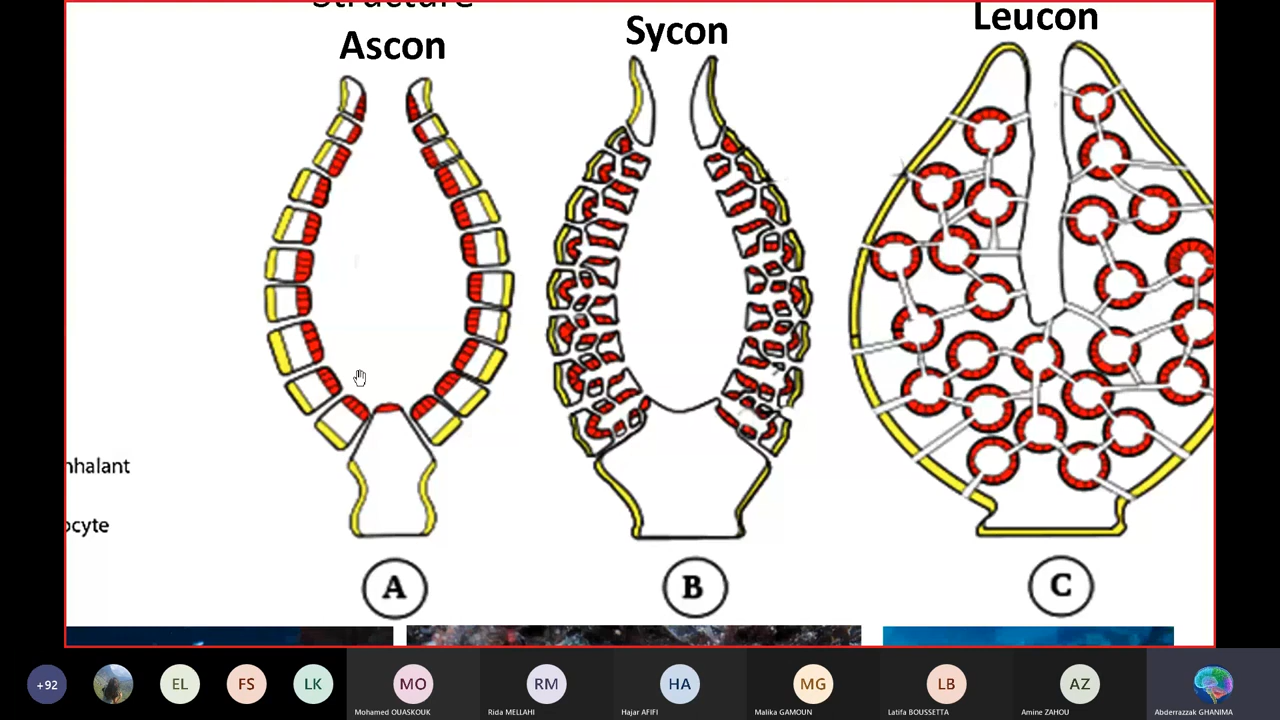 Structure
Ascon
Sycon
Leucon
nhalant
ocyte
A
B
C
+92
EL
FS
LK
MO
RM
HA
MG
LB
AZ
Mohamed OUASKOUK
Rida MELLAHI
Hajar AFIFI
Malika GAMOUN
Latifa BOUSSETTA
Amine ZAHOU
Abderrazzak GHANIMA